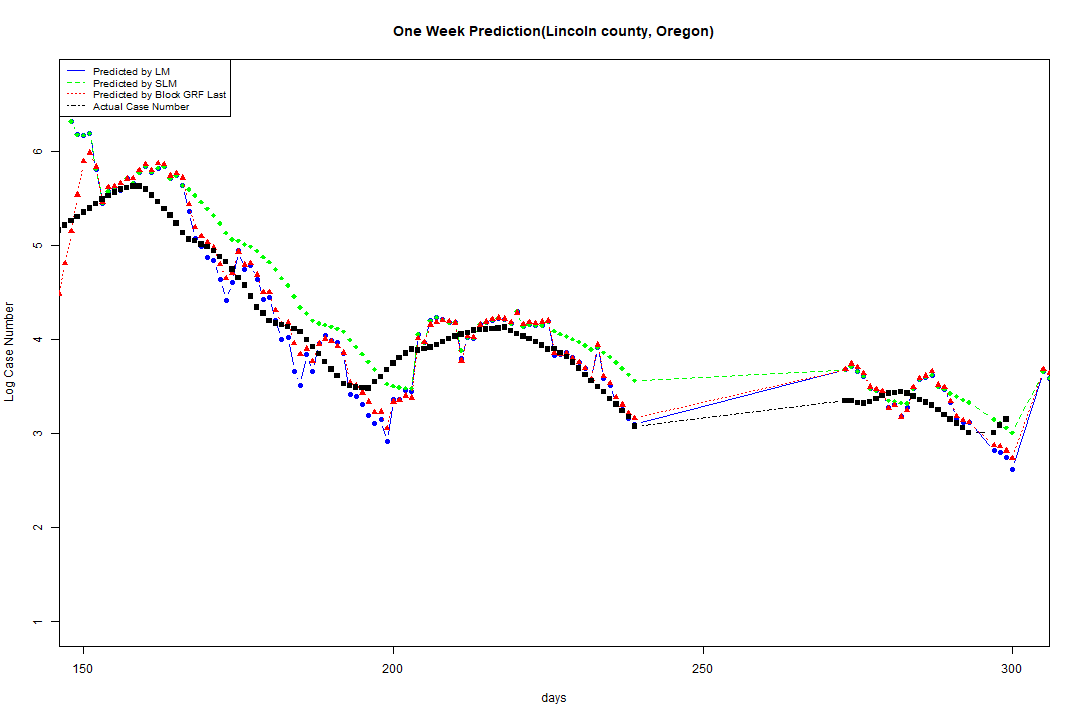 One Week Prediction(Lincoln county, Oregon)
Predicted by LM
Predicted by SLM
Predicted by Block GRF Last
Actual Case Number
Log Case Number
6
5
4
3
2
1
150 200 250 300
days